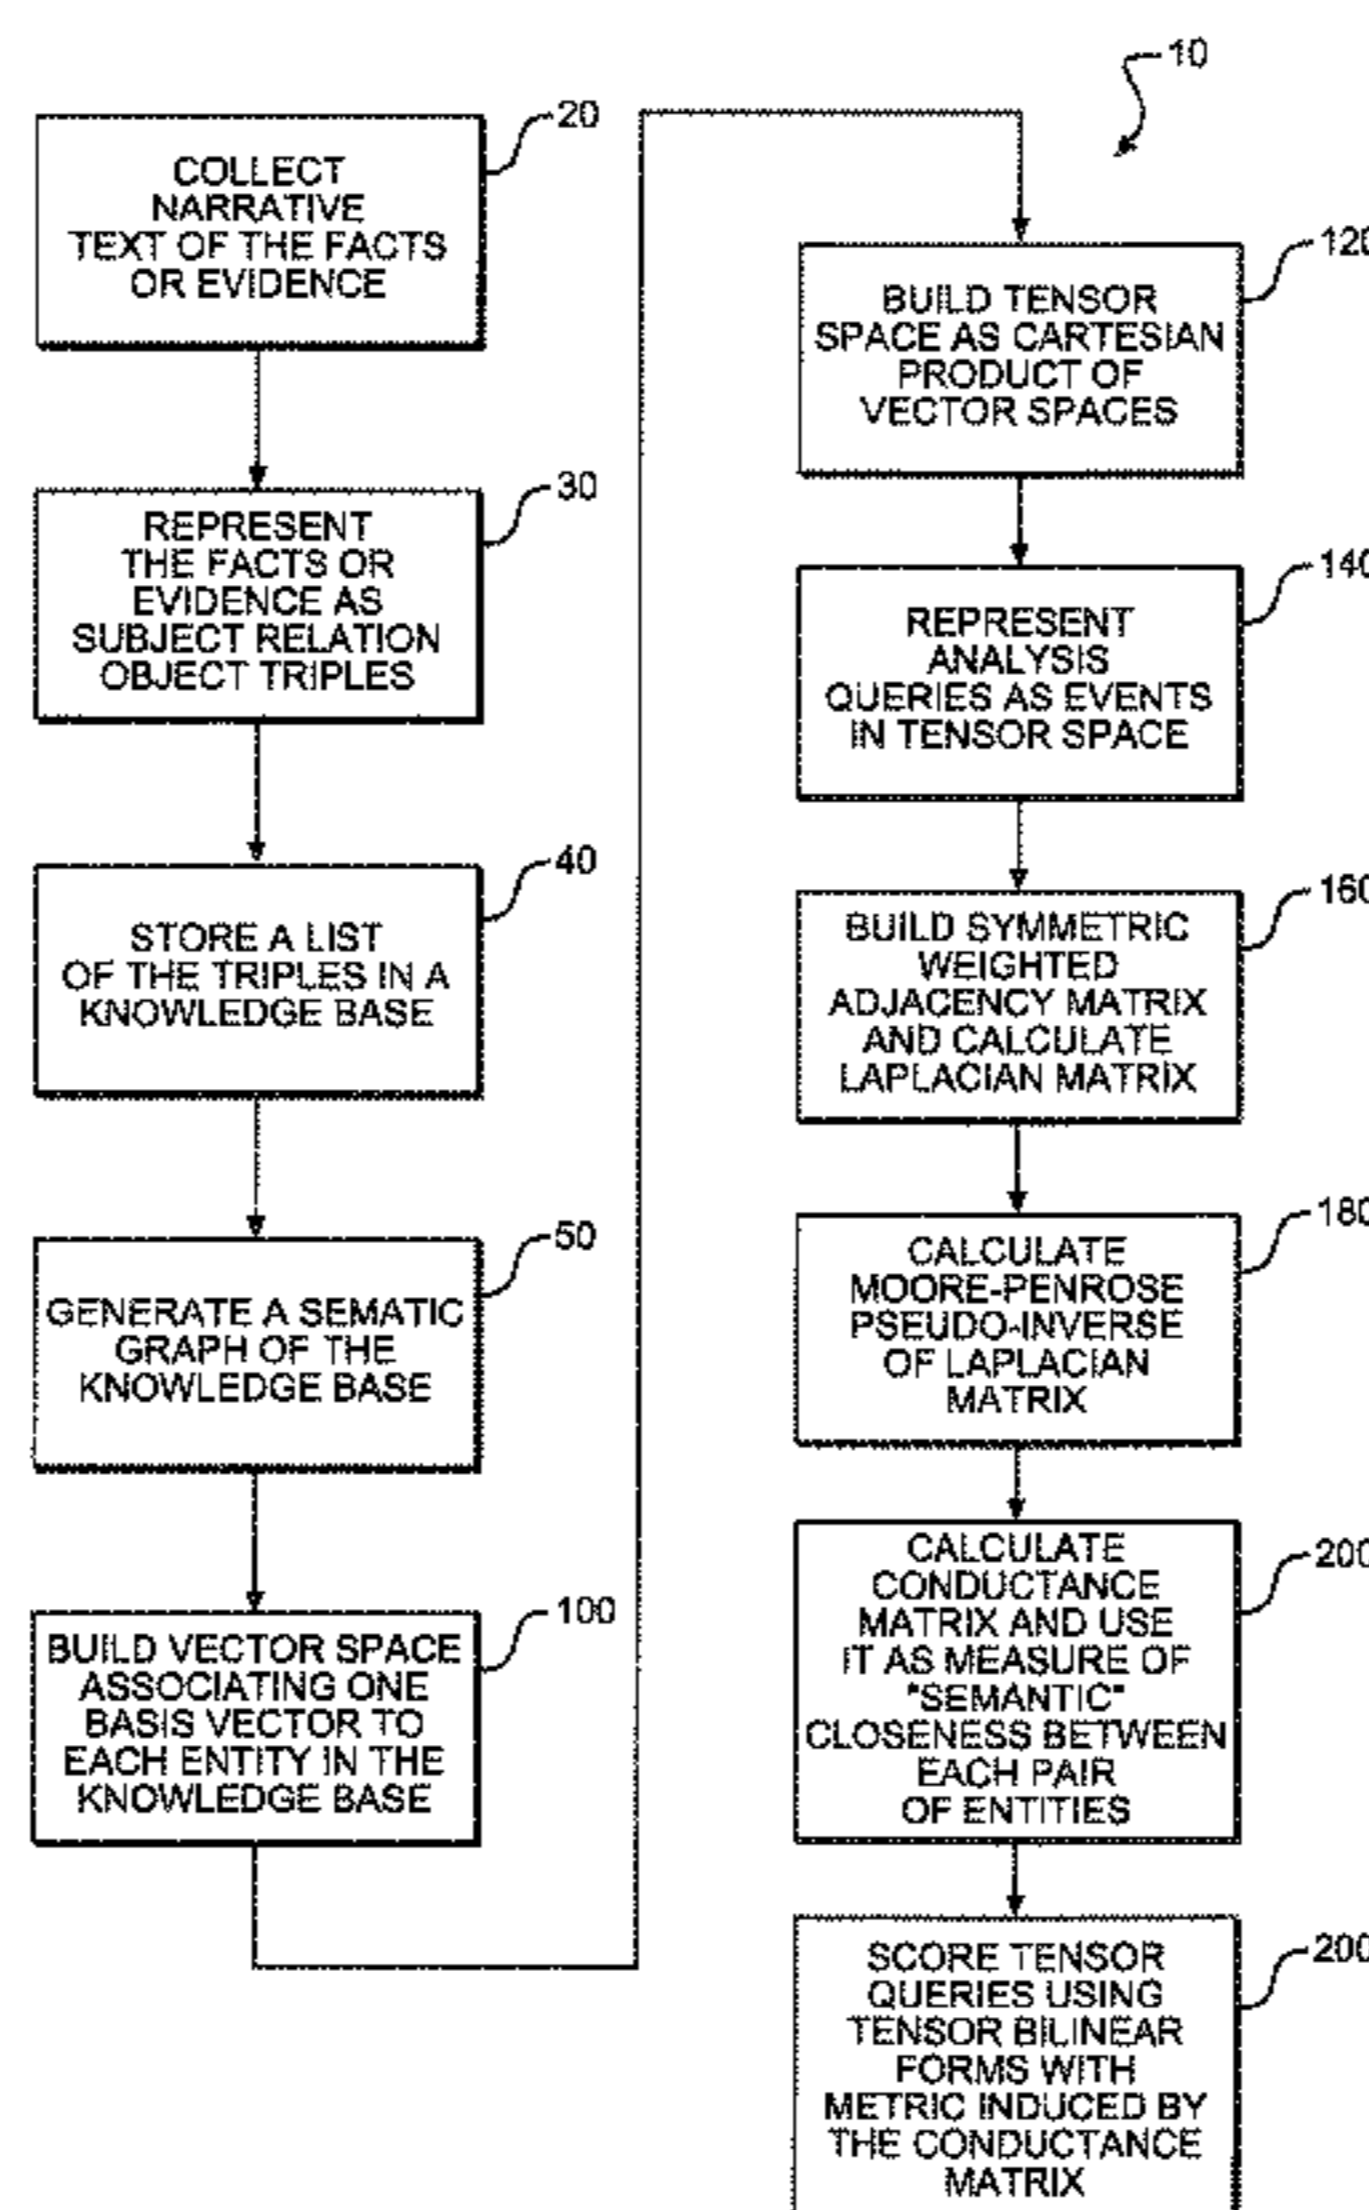 10
20
COLLECT
NARRATIVE
TEXT OF THE FACTS
OR EVIDENCE
30
REPRESENT
THE FACTS OR
EVIDENCE AS
SUBJECT RELATION
OBJECT TRIPLES
40
STORE A LIST
OF THE TRIPLES IN A
KNOWLEDGE BASE
50
GENERATE A SEMATIC
GRAPH OF THE
KNOWLEDGE BASE
100
BUILD VECTOR SPACE
ASSOCIATING ONE
BASIS VECTOR TO
EACH ENTITY IN THE
KNOWLEDGE BASE
120
BUILD TENSOR
SPACE AS CARTESIAN
PRODUCT OF
VECTOR SPACES
140
REPRESENT
ANALYSIS
QUERIES AS EVENTS
IN TENSOR SPACE
160
BUILD SYMMETRIC
WEIGHTED
ADJACENCY MATRIX
AND CALCULATE
LAPLACIAN MATRIX
180
CALCULATE
MOORE-PENROSE
PSEUDO-INVERSE
OF LAPLACIAN
MATRIX
200
CALCULATE
CONDUCTANCE
MATRIX AND USE
IT AS MEASURE OF
"SEMANTIC"
CLOSENESS BETWEEN
EACH PAIR
OF ENTITIES
200
SCORE TENSOR
QUERIES USING
TENSOR BILINEAR
FORMS WITH
METRIC INDUCED BY
THE CONDUCTANCE
MATRIX